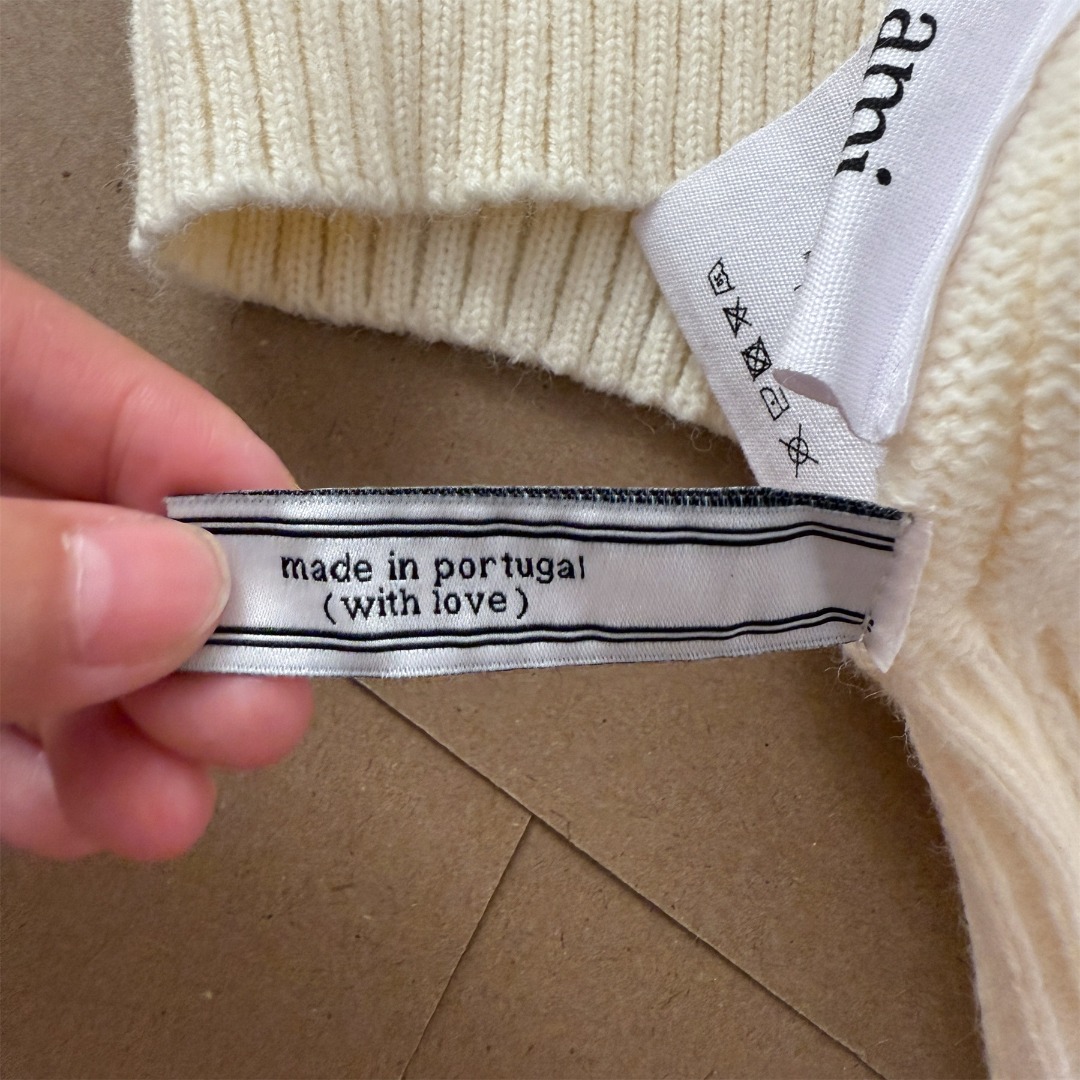 ami
made in portugal
(with love)